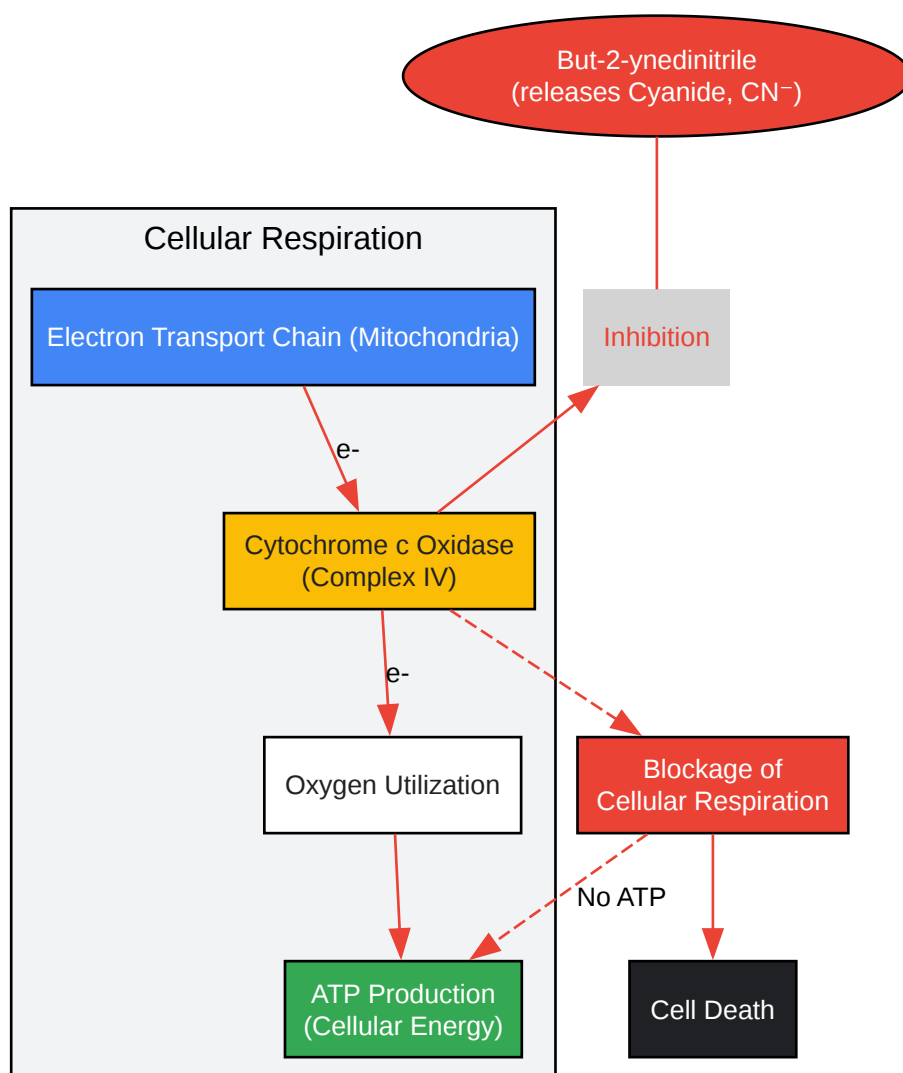 But-2-ynedinitrile
(releases Cyanide, CN⁻)
Cellular Respiration
Electron Transport Chain (Mitochondria)
Inhibition
e-
Cytochrome c Oxidase
(Complex IV)
e-
Oxygen Utilization
Blockage of
Cellular Respiration
No ATP
ATP Production
(Cellular Energy)
Cell Death